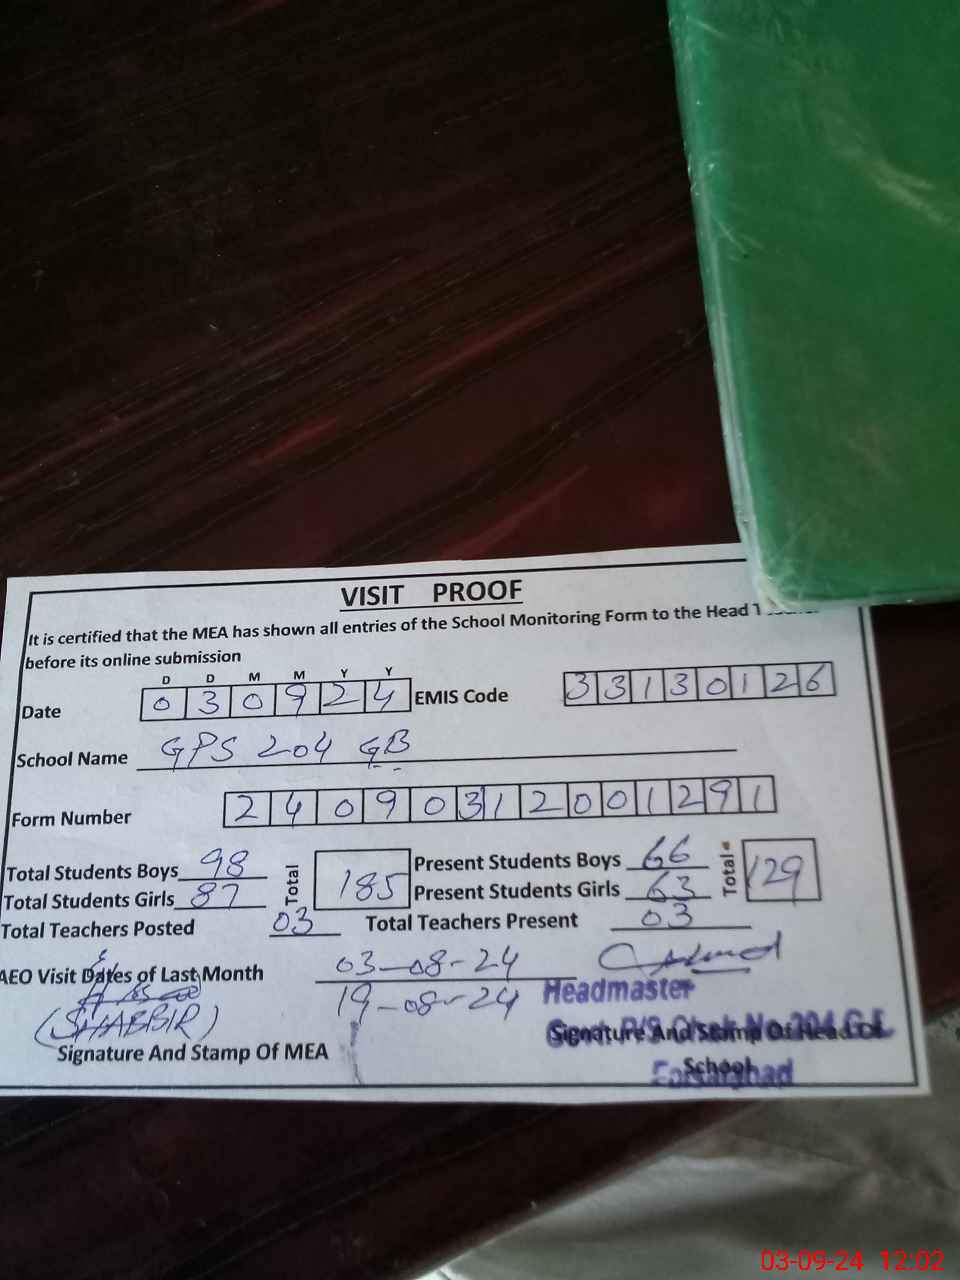 VISIT PROOF
It is certified that the MEA has shown all entries of the School Monitoring Form to the Head
before its online submission
D D M M Y Y
Date 0 3 0 9 2 4 EMIS Code 3 3 1 3 0 1 2 6
School Name GPS 204 GB
Form Number 2 4 0 9 0 3 1 2 0 0 1 2 9 1
Total Students Boys 98 Total 185 Present Students Boys 66 Total 129
Total Students Girls 87 Present Students Girls 63
Total Teachers Posted 03 Total Teachers Present 03
AEO Visit Dates of Last Month 03-08-24
19-08-24 Headmaster
(SHABBIR) Signature And Stamp Of Head Of
Signature And Stamp Of MEA School
03-09-24 12:02